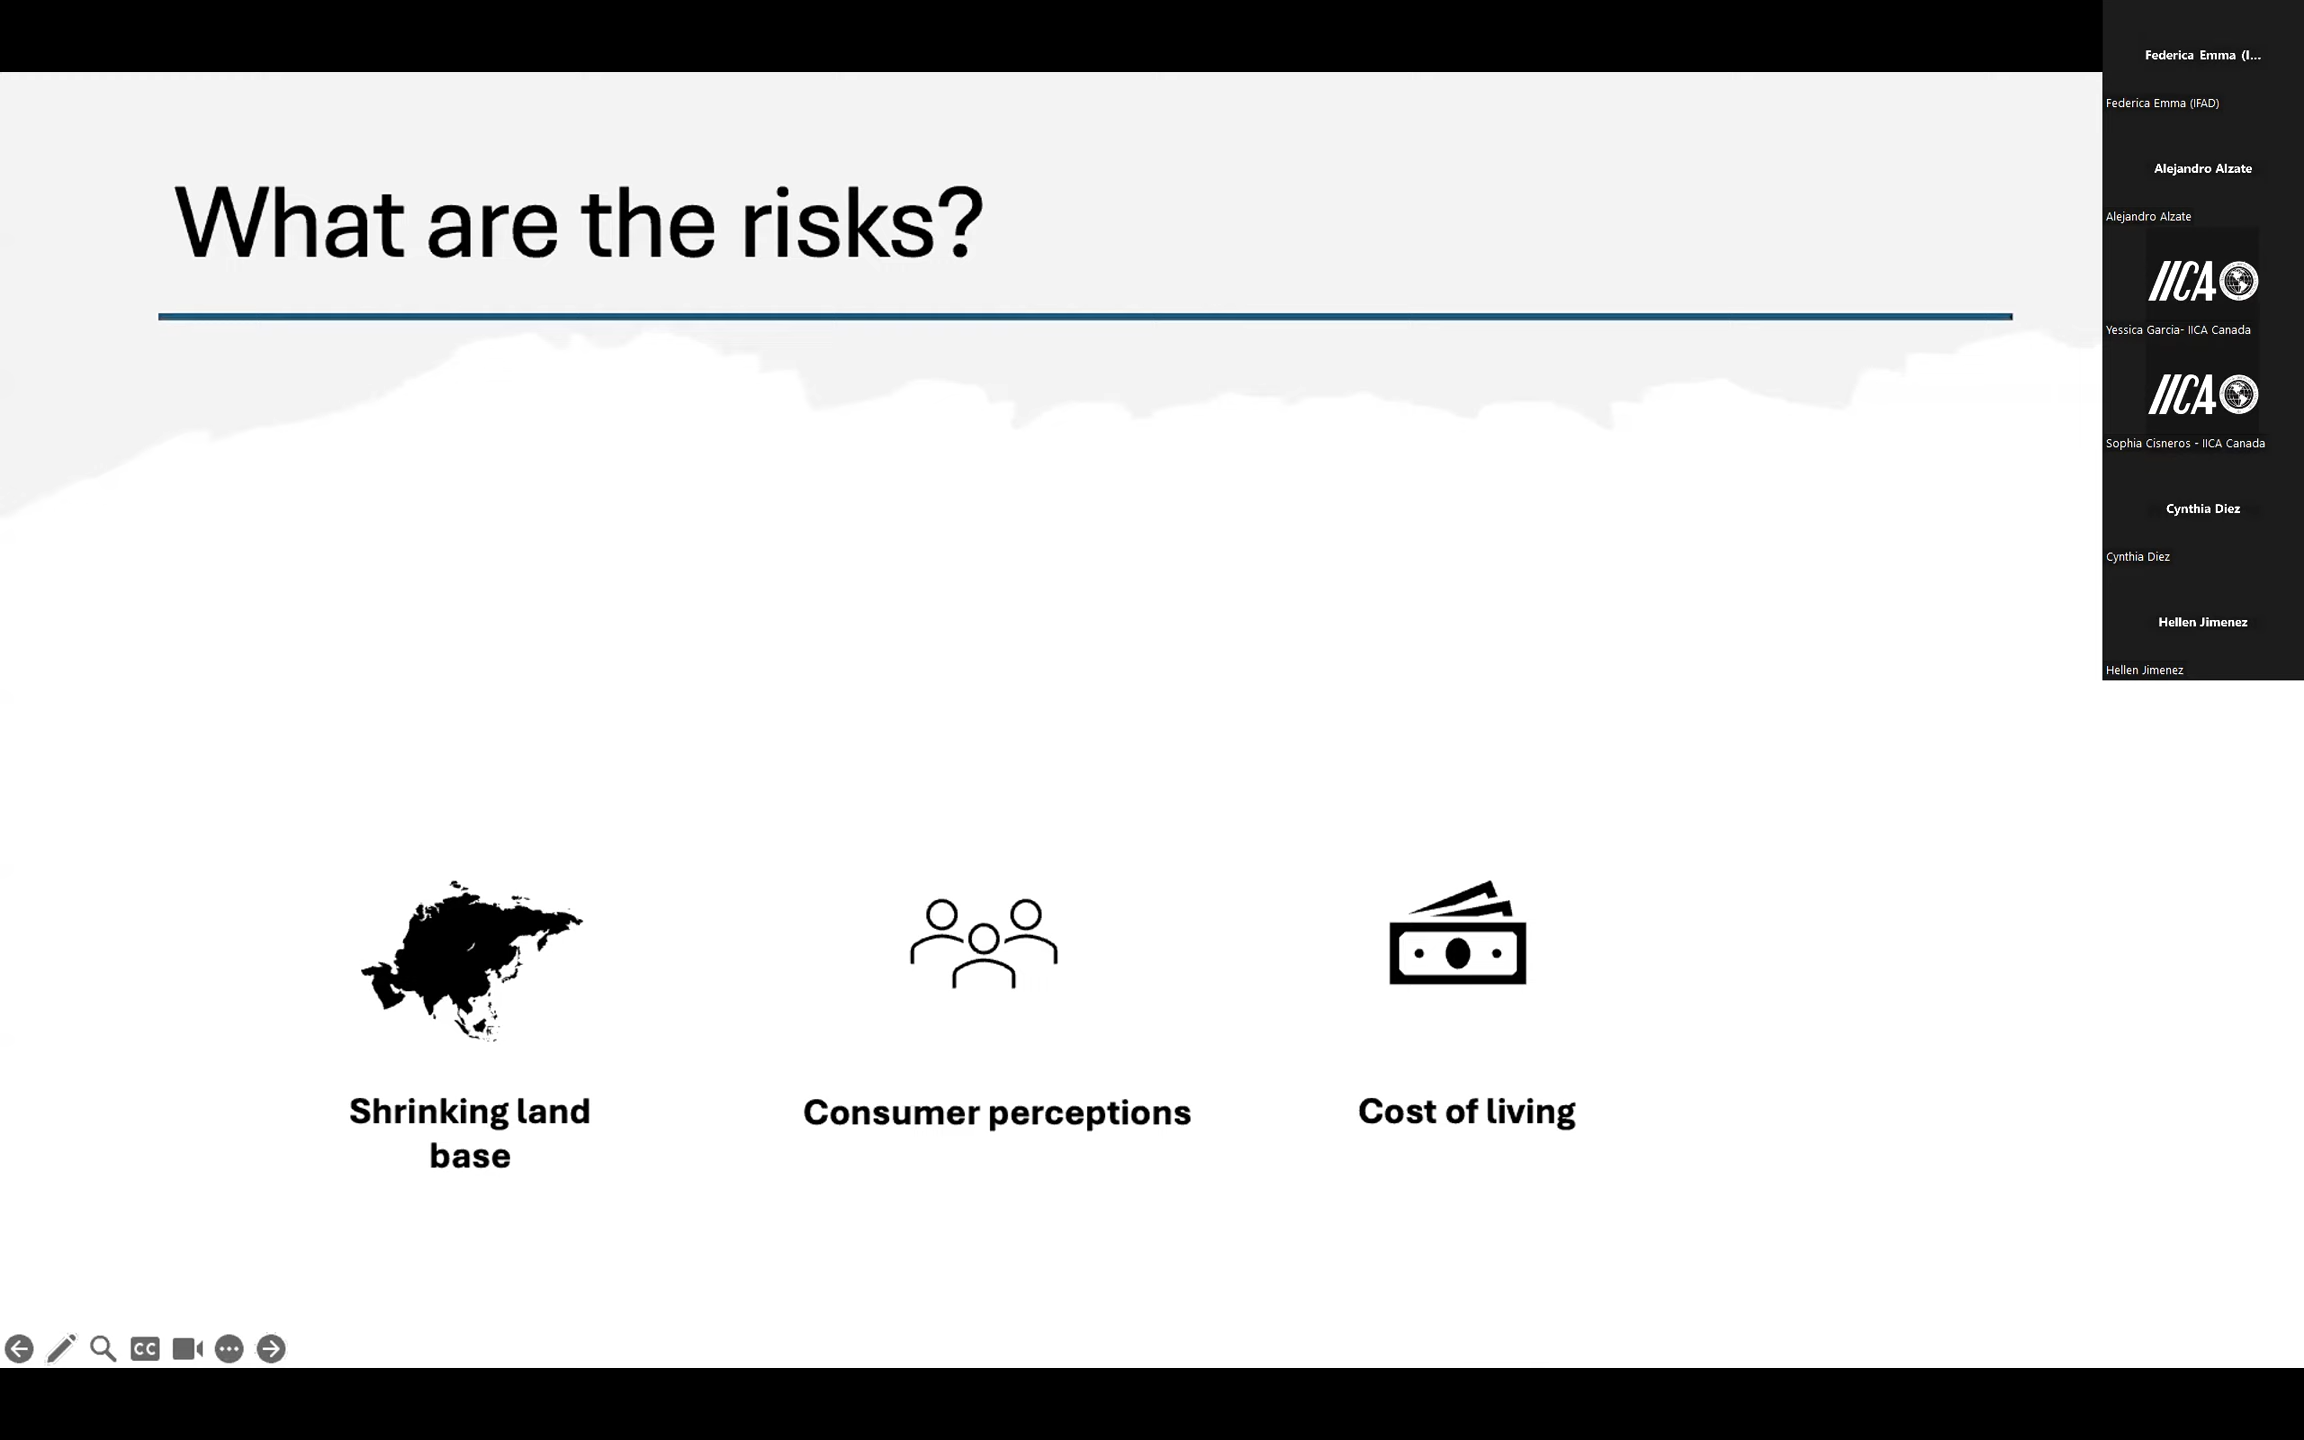 What are the risks?
Shrinking land
base
Consumer perceptions
Cost of living
CC
Federica Emma (I...
Federica Emma (IFAD)
Alejandro Alzate
Alejandro Alzate
IICA
Yessica Garcia- IICA Canada
IICA
Sophia Cisneros - IICA Canada
Cynthia Diez
Cynthia Diez
Hellen Jimenez
Hellen Jimenez